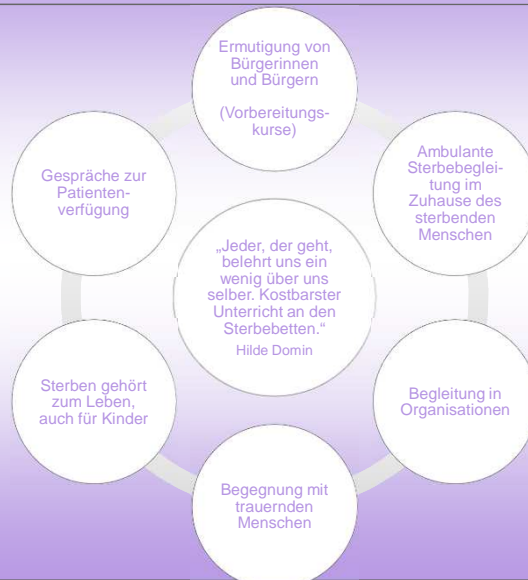 Ermutigung von
Bürgerinnen
und Bürgern
(Vorbereitungs-
kurse)
Ambulante
Sterbebeglei-
tung im
Zuhause des
sterbenden
Menschen
Begleitung in
Organisationen
Begegnung mit
trauernden
Menschen
Sterben gehört
zum Leben,
auch für Kinder
Gespräche zur
Patienten-
verfügung
„Jeder, der geht,
belehrt uns ein
wenig über uns
selber. Kostbarster
Unterricht an den
Sterbebetten.“
Hilde Domin